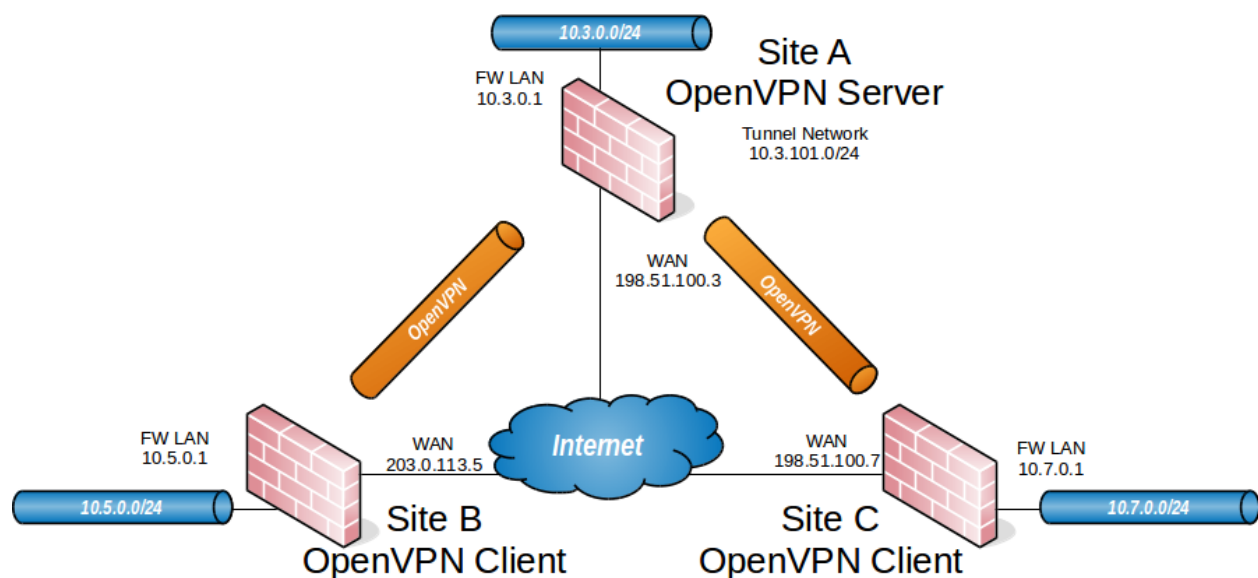 10.3.0.0/24
Site A
OpenVPN Server
FW LAN
10.3.0.1
Tunnel Network
10.3.101.0/24
WAN
198.51.100.3
OpenVPN
OpenVPN
Internet
FW LAN
10.5.0.1
WAN
203.0.113.5
WAN
198.51.100.7
FW LAN
10.7.0.1
10.5.0.0/24
Site B
OpenVPN Client
Site C
OpenVPN Client
10.7.0.0/24